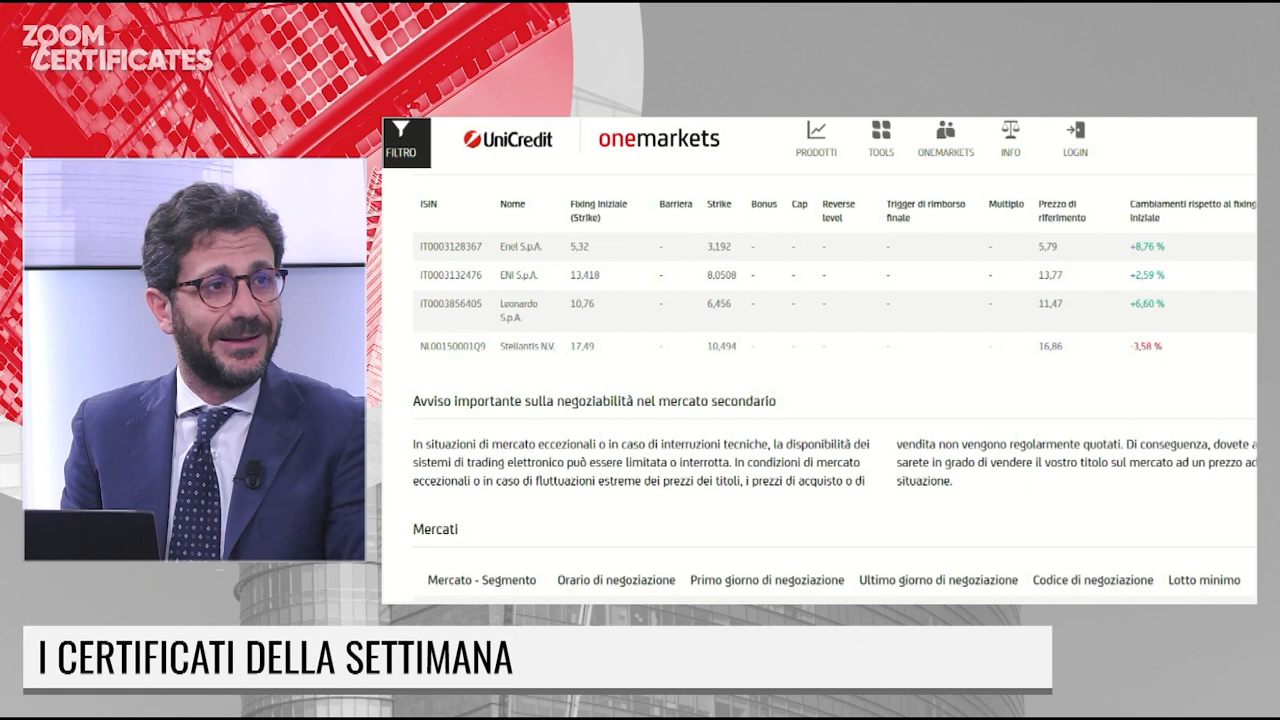 ZOOM
CERTIFICATES
FILTRO
UniCredit
onemarkets
PRODOTTI TOOLS ONEMARKETS INFO LOGIN
ISIN Nome Fixing Iniziale (Strike) Barriera Strike Bonus Cap Reverse level Trigger di rimborso finale Multiplo Prezzo di riferimento Cambiamenti rispetto al fixing iniziale
IT0003128367 Enel S.p.A. 5,32 - 3,192 - - - - - 5,79 +8,76 %
IT0003132476 ENI S.p.A. 13,418 - 8,0508 - - - - - 13,77 +2,59 %
IT0003856405 Leonardo S.p.A. 10,76 - 6,456 - - - - - 11,47 +6,60 %
NL00150001Q9 Stellantis N.V. 17,49 - 10,494 - - - - - 16,86 -3,58 %
Avviso importante sulla negoziabilità nel mercato secondario
In situazioni di mercato eccezionali o in caso di interruzioni tecniche, la disponibilità dei
sistemi di trading elettronico può essere limitata o interrotta. In condizioni di mercato
eccezionali o in caso di fluttuazioni estreme dei prezzi dei titoli, i prezzi di acquisto o di
vendita non vengono regolarmente quotati. Di conseguenza, dovete a
sarete in grado di vendere il vostro titolo sul mercato ad un prezzo ad
situazione.
Mercati
Mercato - Segmento Orario di negoziazione Primo giorno di negoziazione Ultimo giorno di negoziazione Codice di negoziazione Lotto minimo
I CERTIFICATI DELLA SETTIMANA